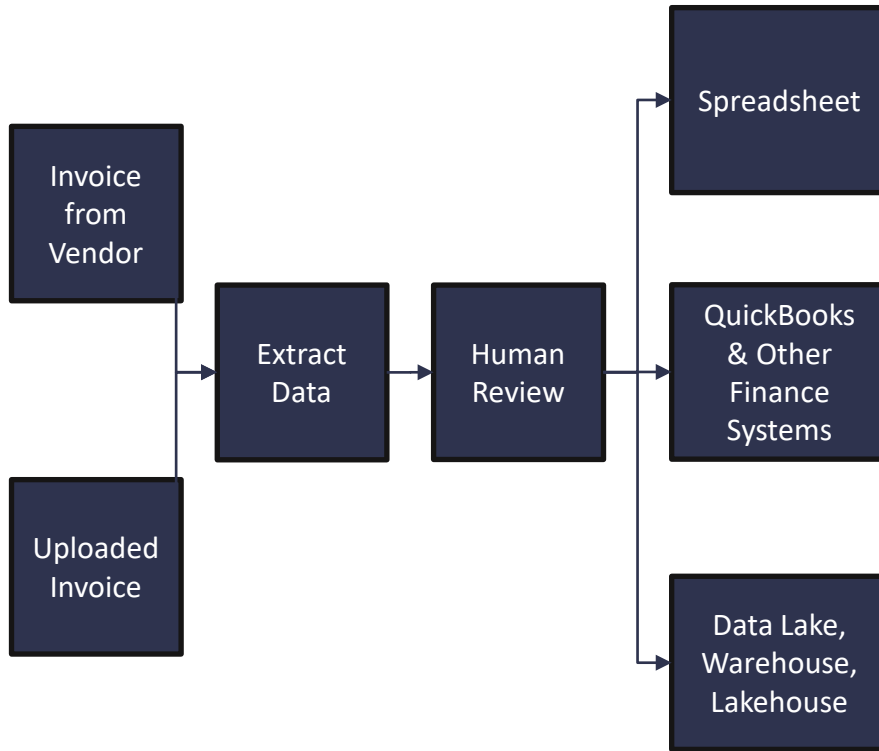 Invoice
from
Vendor
Uploaded
Invoice
Extract
Data
Human
Review
Spreadsheet
QuickBooks
& Other
Finance
Systems
Data Lake,
Warehouse,
Lakehouse